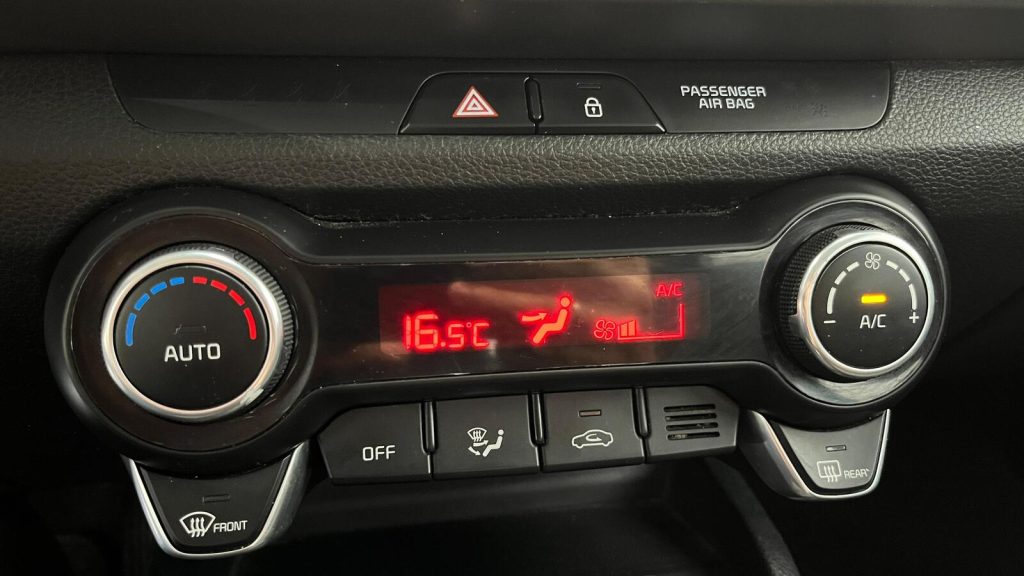 PASSENGER
AIR BAG
AUTO
16.5°C
A/C
- A/C +
OFF
FRONT
REAR